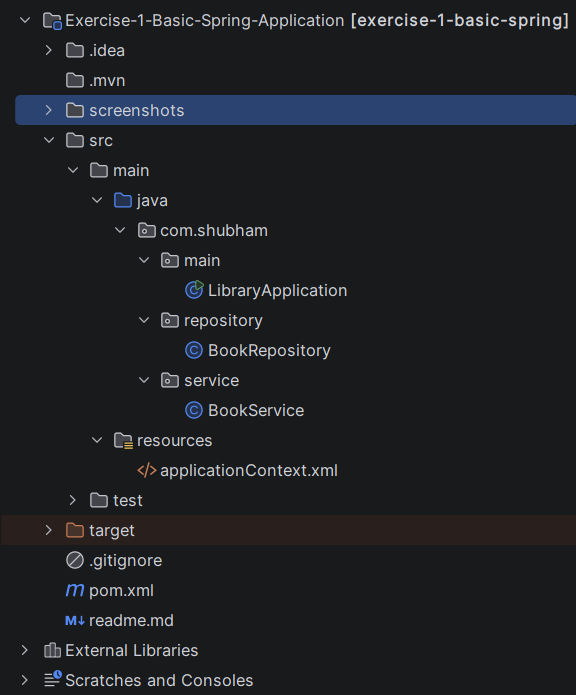 Exercise-1-Basic-Spring-Application [exercise-1-basic-spring]
.idea
.mvn
screenshots
src
main
java
com.shubham
main
LibraryApplication
repository
BookRepository
service
BookService
resources
applicationContext.xml
test
target
.gitignore
pom.xml
readme.md
External Libraries
Scratches and Consoles